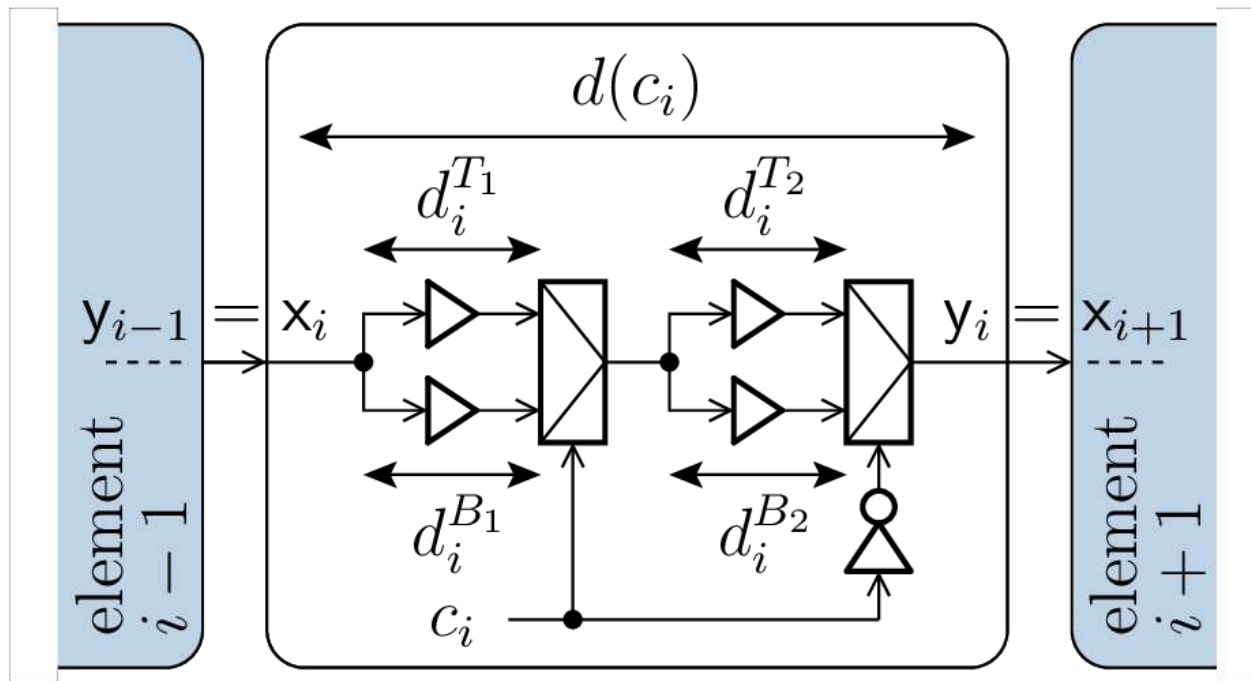 d(c_i)
d_i^{T_1}
d_i^{T_2}
y_{i−1} = x_i
y_i = x_{i+1}
element
i − 1
element
i + 1
d_i^{B_1}
d_i^{B_2}
c_i